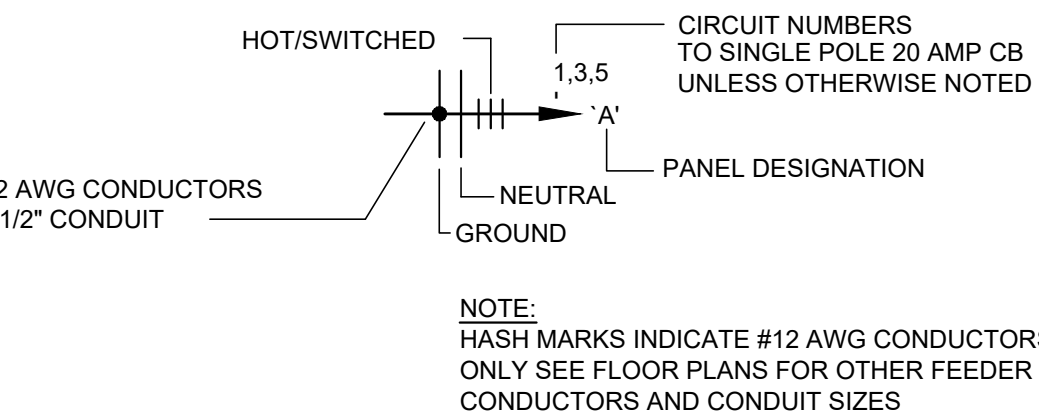 HOT/SWITCHED
CIRCUIT NUMBERS
TO SINGLE POLE 20 AMP CB
UNLESS OTHERWISE NOTED
1,3,5
`A'
PANEL DESIGNATION
2 AWG CONDUCTORS
1/2" CONDUIT
NEUTRAL
GROUND
NOTE:
HASH MARKS INDICATE #12 AWG CONDUCTORS
ONLY SEE FLOOR PLANS FOR OTHER FEEDER
CONDUCTORS AND CONDUIT SIZES